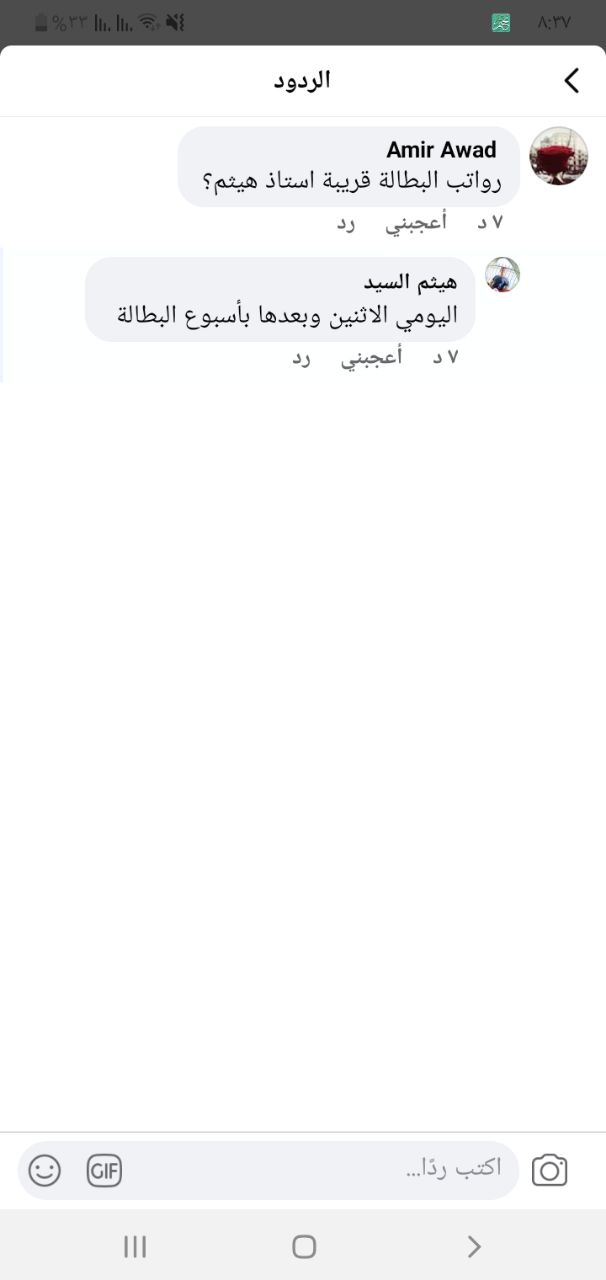 %٣٣
٨:٣٧
الردود
Amir Awad
رواتب البطالة قريبة استاذ هيثم؟
٧ د أعجبني رد
هيثم السيد
اليومي الاثنين وبعدها بأسبوع البطالة
٧ د أعجبني رد
اكتب ردًا...
GIF